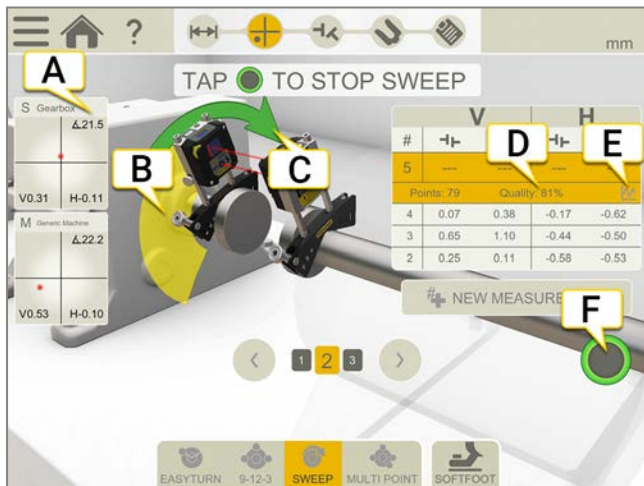 ?
mm
TAP TO STOP SWEEP
A
S Gearbox
∡21.5
V0.31 H-0.11
M Generic Machine
∡22.2
V0.53 H-0.10
B
C
V H
D
E
#
5 --- --- ---
Points: 79 Quality: 81%
4 0.07 0.38 -0.17 -0.62
3 0.65 1.10 -0.44 -0.50
2 0.25 0.11 -0.58 -0.53
NEW MEASURE
F
1 2 3
EASYTURN 9-12-3 SWEEP MULTI POINT SOFTFOOT